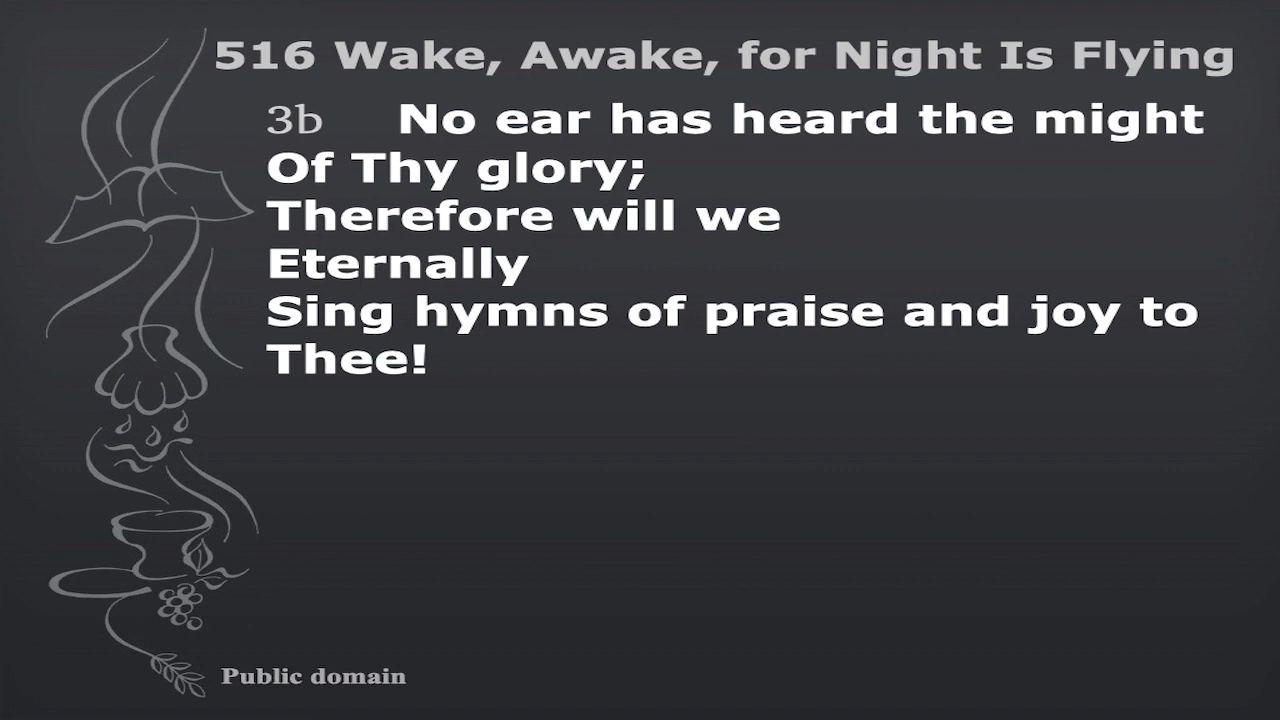 516 Wake, Awake, for Night Is Flying
3b No ear has heard the might
Of Thy glory;
Therefore will we
Eternally
Sing hymns of praise and joy to
Thee!
Public domain